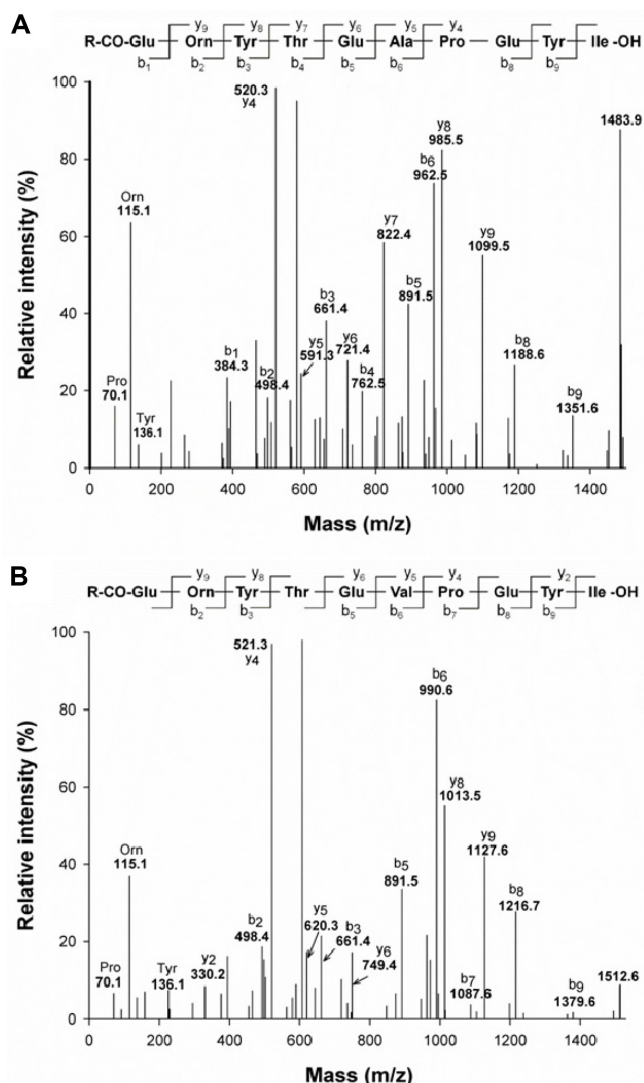 A
y9 y8 y7 y6 y5 y4
R-CO-Glu Orn Tyr Thr Glu Ala Pro Glu Tyr Ile -OH
b1 b2 b3 b4 b5 b6 b8 b9
Relative intensity (%)
100
80
60
40
20
0
520.3
y4
1483.9
y8
985.5
b6
962.5
Orn
115.1
y7
822.4
y9
1099.5
b5
891.5
b3
661.4
y6
721.4
y5
591.3
b1
384.3
b2
498.4
b4
762.5
b8
1188.6
Pro
70.1
Tyr
136.1
b9
1351.6
0 200 400 600 800 1000 1200 1400
Mass (m/z)
B
y9 y8 y6 y5 y4 y2
R-CO-Glu Orn Tyr Thr Glu Val Pro Glu Tyr Ile -OH
b2 b3 b5 b6 b7 b8 b9
Relative intensity (%)
100
80
60
40
20
0
521.3
y4
b6
990.6
y8
1013.5
Orn
115.1
y9
1127.6
b5
891.5
b8
1216.7
b2
498.4
y5
620.3
b3
661.4
y6
749.4
y2
330.2
Pro
70.1
Tyr
136.1
b7
1087.6
b9
1379.6
1512.6
0 200 400 600 800 1000 1200 1400
Mass (m/z)